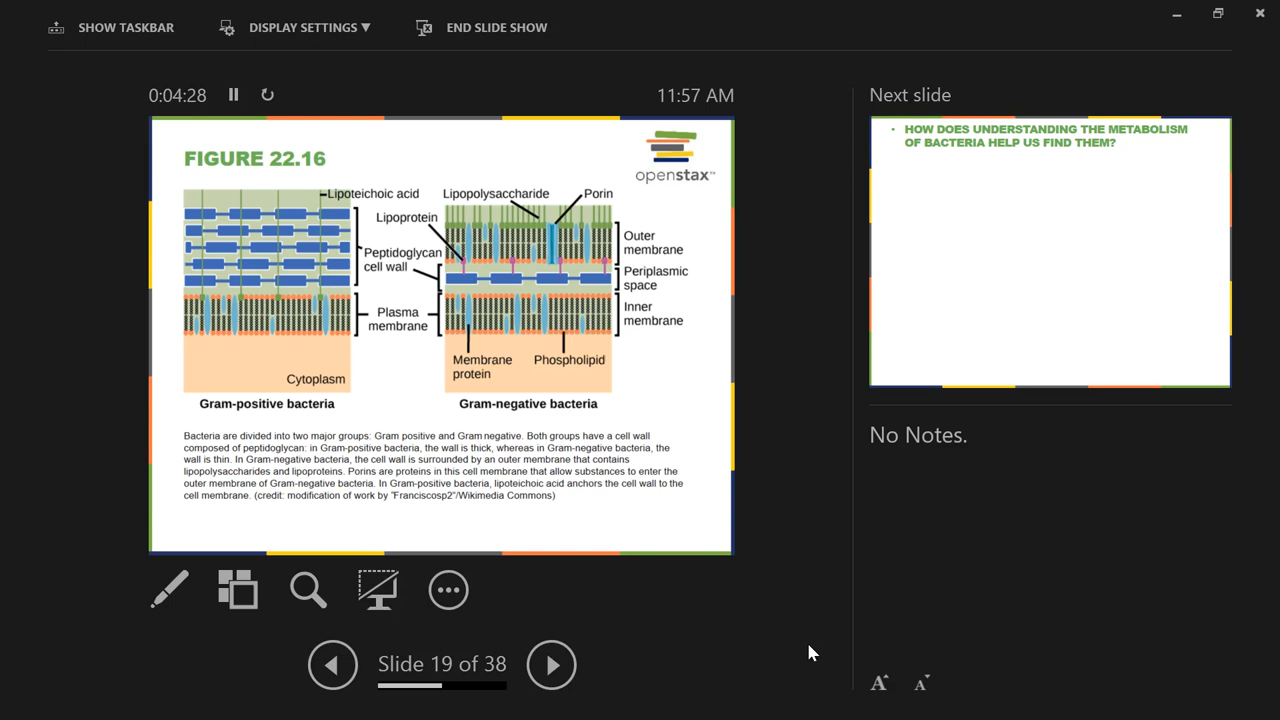 SHOW TASKBAR
DISPLAY SETTINGS ▼
END SLIDE SHOW
0:04:28
11:57 AM
FIGURE 22.16
openstax™
Lipoteichoic acid
Lipopolysaccharide
Porin
Lipoprotein
Outer
membrane
Peptidoglycan
cell wall
Periplasmic
space
Plasma
membrane
Inner
membrane
Membrane
protein
Phospholipid
Cytoplasm
Gram-positive bacteria
Gram-negative bacteria
Bacteria are divided into two major groups: Gram positive and Gram negative. Both groups have a cell wall
composed of peptidoglycan: in Gram-positive bacteria, the wall is thick, whereas in Gram-negative bacteria, the
wall is thin. In Gram-negative bacteria, the cell wall is surrounded by an outer membrane that contains
lipopolysaccharides and lipoproteins. Porins are proteins in this cell membrane that allow substances to enter the
outer membrane of Gram-negative bacteria. In Gram-positive bacteria, lipoteichoic acid anchors the cell wall to the
cell membrane. (credit: modification of work by "Franciscosp2"/Wikimedia Commons)
Slide 19 of 38
Next slide
• HOW DOES UNDERSTANDING THE METABOLISM
OF BACTERIA HELP US FIND THEM?
No Notes.
A A